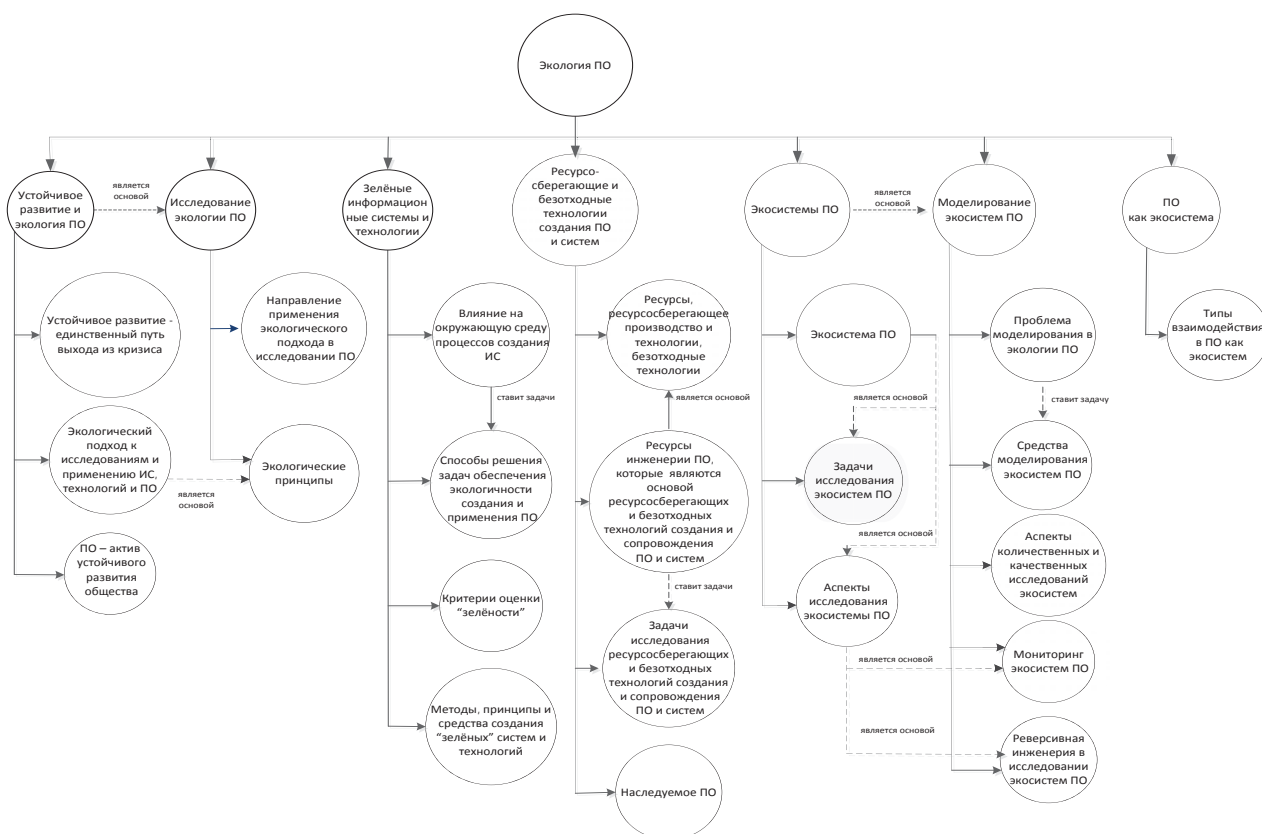 Экология ПО
Устойчивое
развитие и
экология ПО
является
основой
Исследование
экологии ПО
Зелёные
информацион
ные системы и
технологии
Ресурсо-
сберегающие и
безотходные
технологии
создания ПО
и систем
Экосистемы ПО
является
основой
Моделирование
экосистем ПО
ПО
как экосистема
Устойчивое развитие -
единственный путь
выхода из кризиса
Экологический
подход к
исследованиям и
применению ИС,
технологий и ПО
является
основой
ПО – актив
устойчивого
развития
общества
Направление
применения
экологического
подхода в
исследовании ПО
Экологические
принципы
Влияние на
окружающую среду
процессов создания
ИС
ставит задачи
Способы решения
задач обеспечения
экологичности
создания и
применения ПО
Критерии оценки
“зелёности”
Методы, принципы и
средства создания
“зелёных” систем и
технологий
Ресурсы,
ресурсосберегающее
производство и
технологии,
безотходные
технологии
является основой
Ресурсы
инженерии ПО,
которые являются
основой
ресурсосберегающих
и безотходных
технологий создания и
сопровождения
ПО и систем
ставит задачи
Задачи
исследования
ресурсосберегающих
и безотходных
технологий создания
и сопровождения
ПО и систем
Наследуемое ПО
Экосистема ПО
является основой
Задачи
исследования
экосистем ПО
является основой
Аспекты
исследования
экосистемы ПО
является основой
является основой
Проблема
моделирования в
экологии ПО
ставит задачу
Средства
моделирования
экосистем ПО
Аспекты
количественных и
качественных
исследований
экосистем
Мониторинг
экосистем ПО
Реверсивная
инженерия в
исследовании
экосистем ПО
Типы
взаимодействия
в ПО как
экосистем